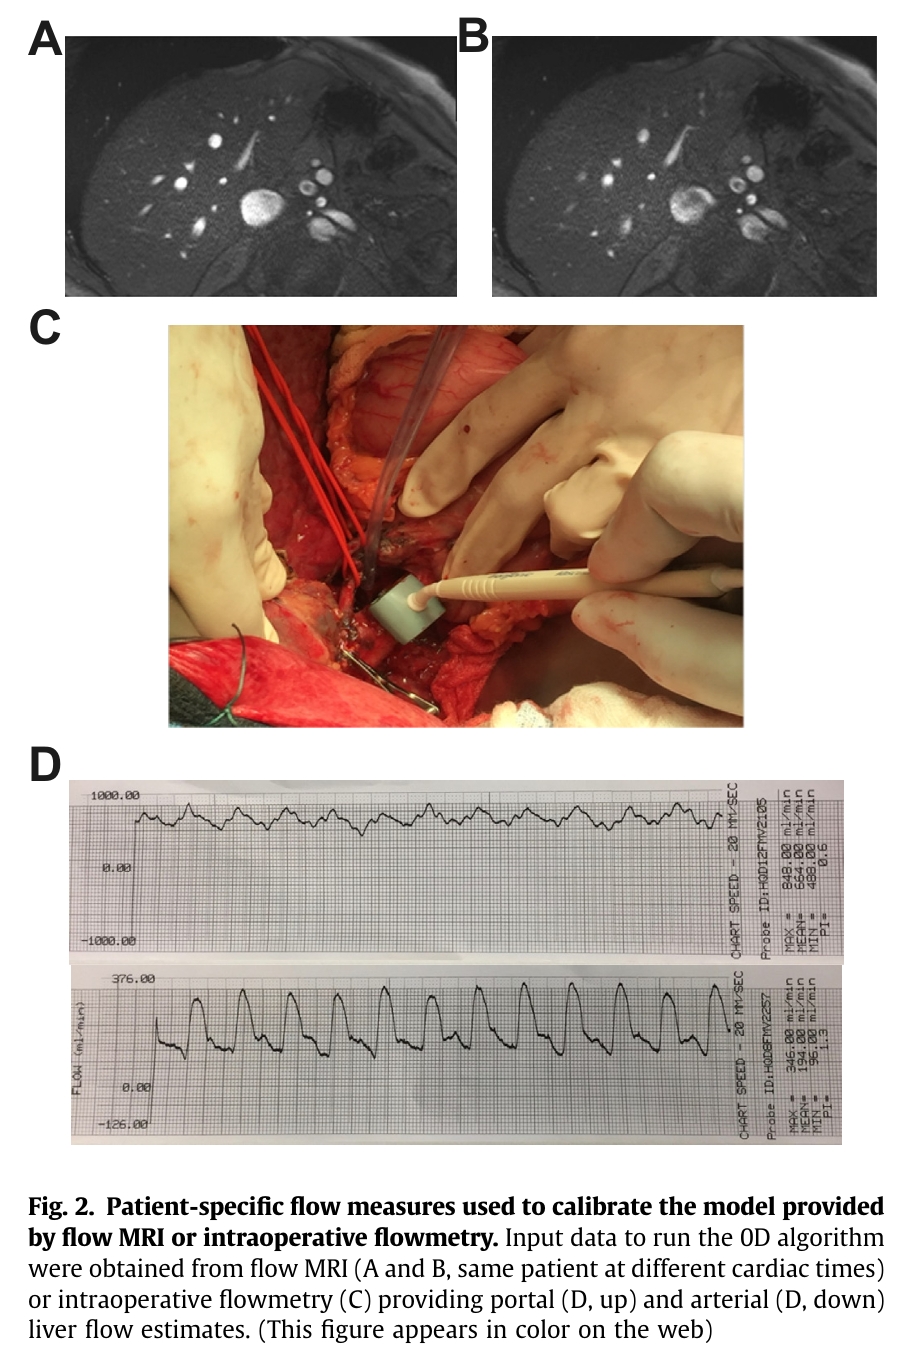 A
B
C
D
1000.00
0.00
-1000.00
CHART SPEED - 20 MM/SEC
Probe ID:HQD12FMV2105
MAX = 848.00 ml/min
MEAN= 664.00 ml/min
MIN = 488.00 ml/min
PI= 0.6
376.00
FLOW (ml/min)
0.00
-126.00
CHART SPEED - 20 MM/SEC
Probe ID:HQD8FMV2257
MAX = 346.00 ml/min
MEAN= 194.00 ml/min
MIN = 96.00 ml/min
PI= 1.3
Fig. 2. Patient-specific flow measures used to calibrate the model provided
by flow MRI or intraoperative flowmetry. Input data to run the 0D algorithm
were obtained from flow MRI (A and B, same patient at different cardiac times)
or intraoperative flowmetry (C) providing portal (D, up) and arterial (D, down)
liver flow estimates. (This figure appears in color on the web)